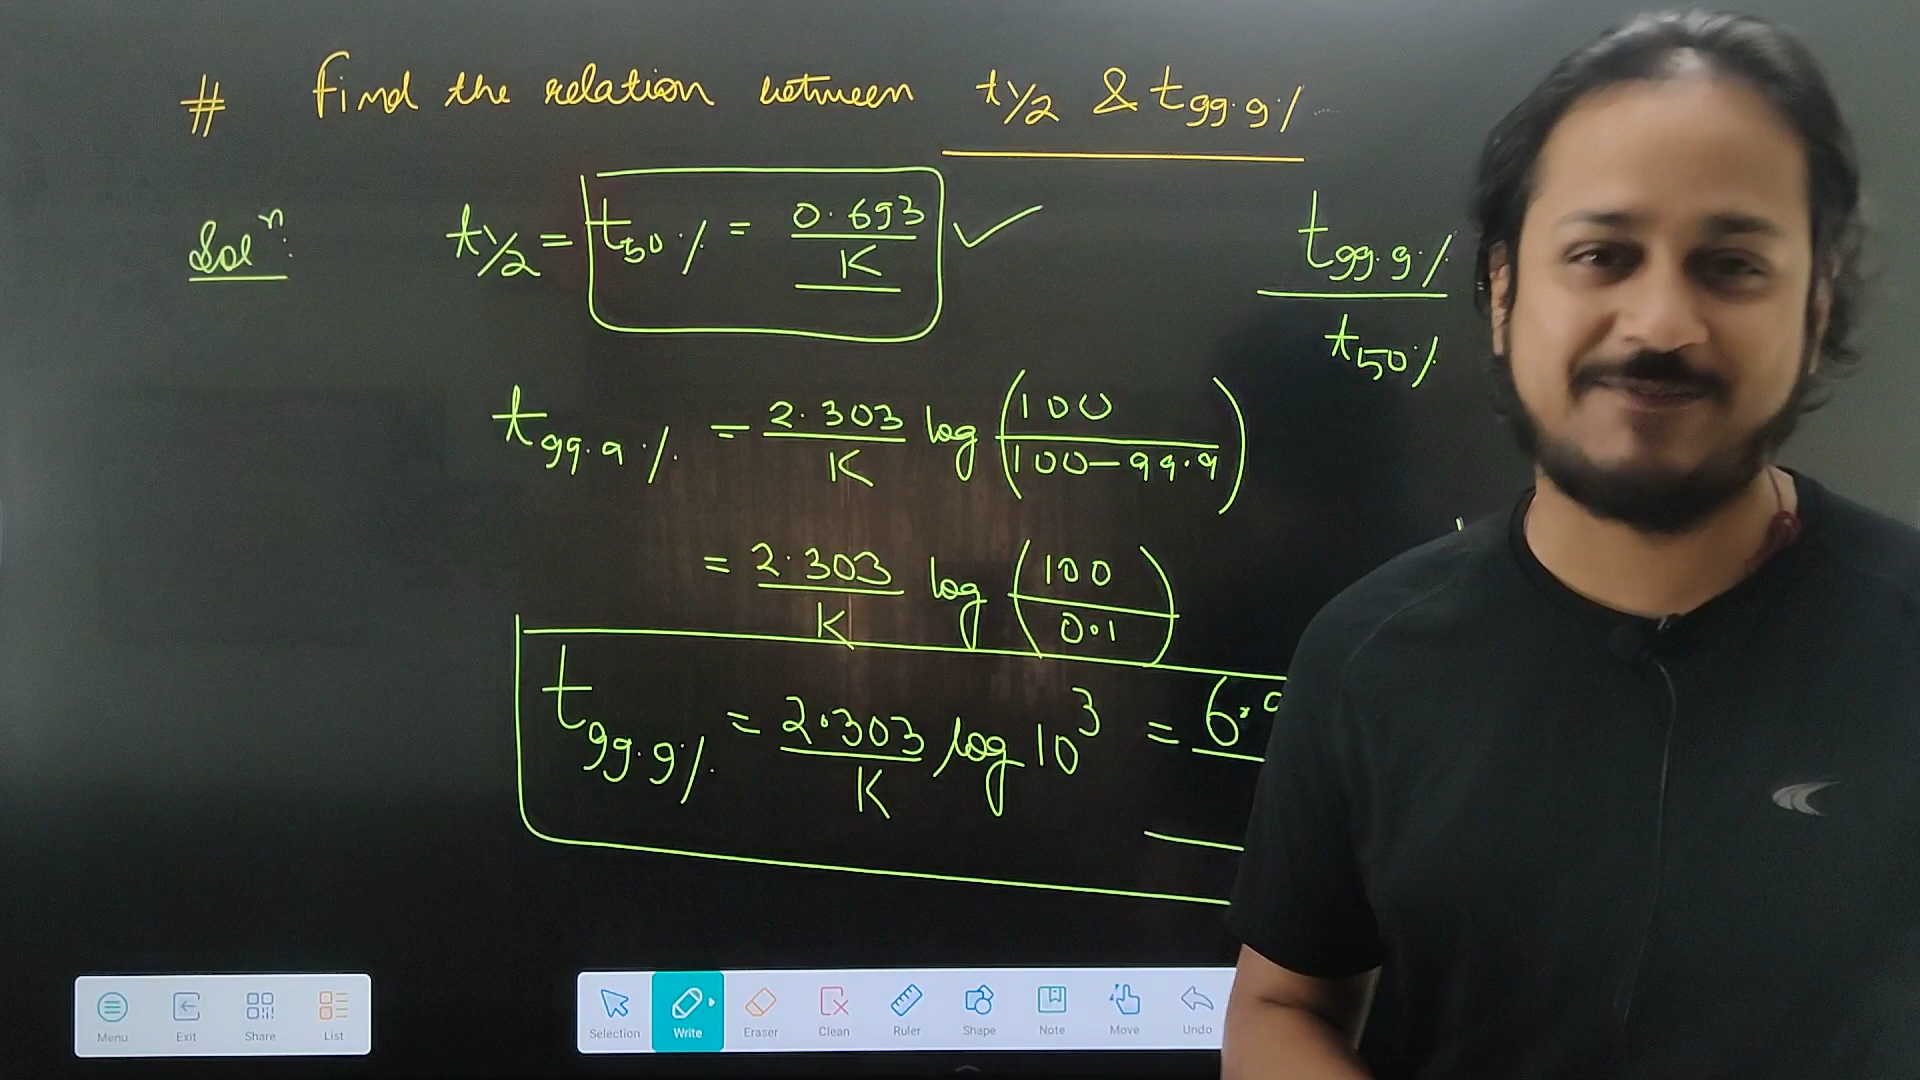 # Find the relation between t1/2 & t99.9%
Solⁿ: t1/2 = t50% = 0.693/K ✓
t99.9% / t50%
t99.9% = 2.303/K log (100/100-99.9)
= 2.303/K log (100/0.1)
t99.9% = 2.303/K log 10³ = 6.9
Menu Exit Share List
Selection Write Eraser Clean Ruler Shape Note Move Undo